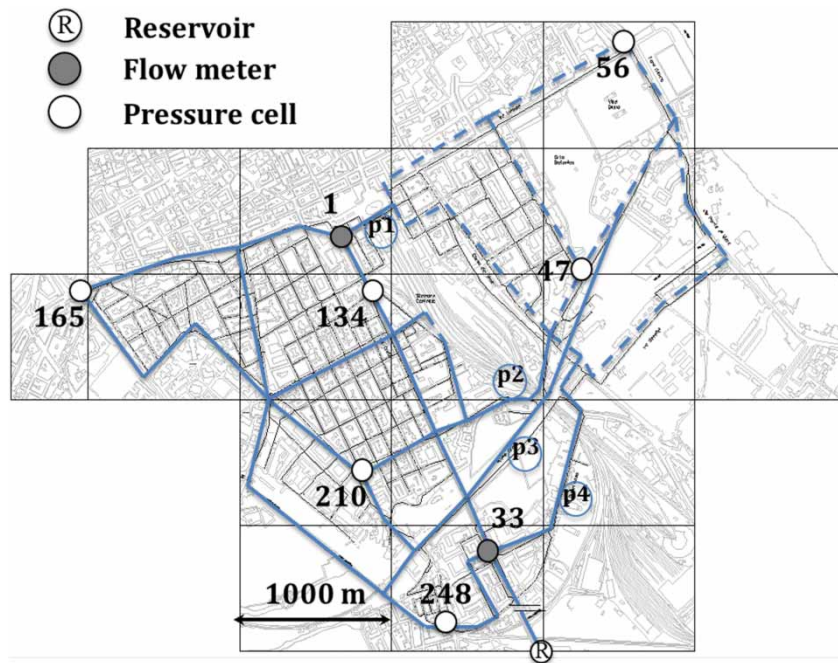 R Reservoir
Flow meter
Pressure cell
56
1
p1
47
165
134
p2
p3
210
p4
33
1000 m
248
R